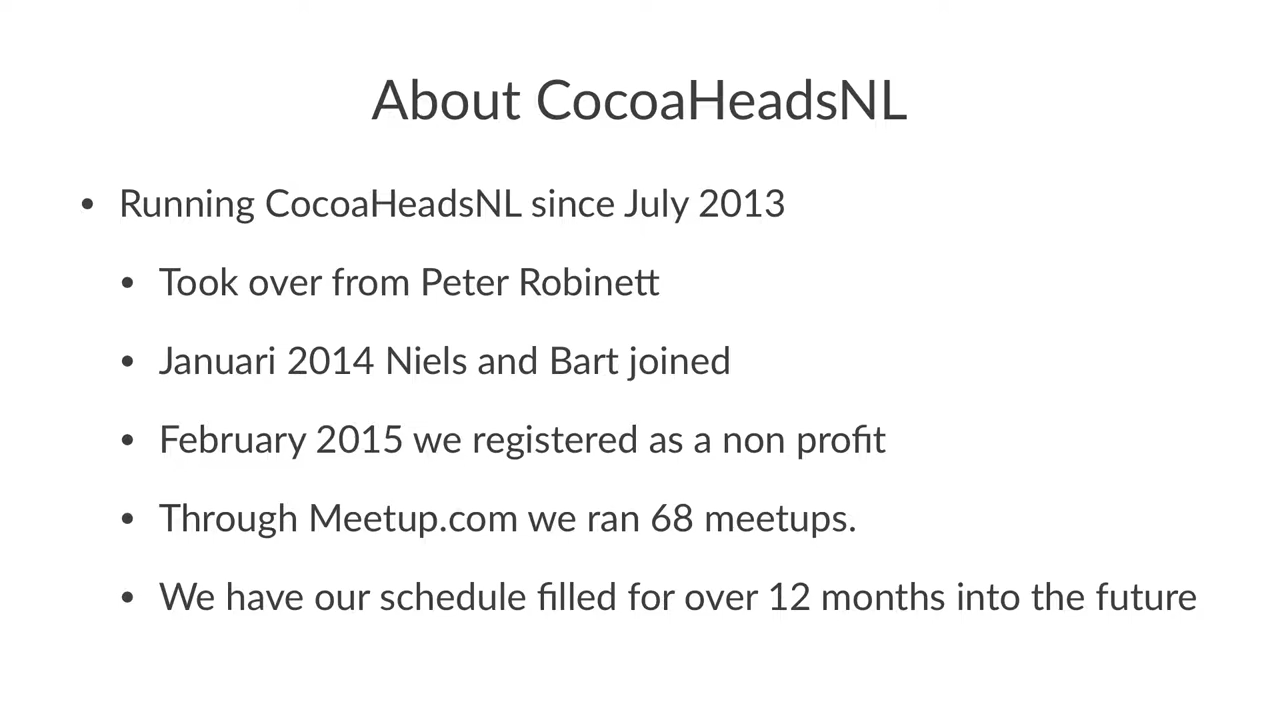 About CocoaHeadsNL
• Running CocoaHeadsNL since July 2013
• Took over from Peter Robinett
• Januari 2014 Niels and Bart joined
• February 2015 we registered as a non profit
• Through Meetup.com we ran 68 meetups.
• We have our schedule filled for over 12 months into the future